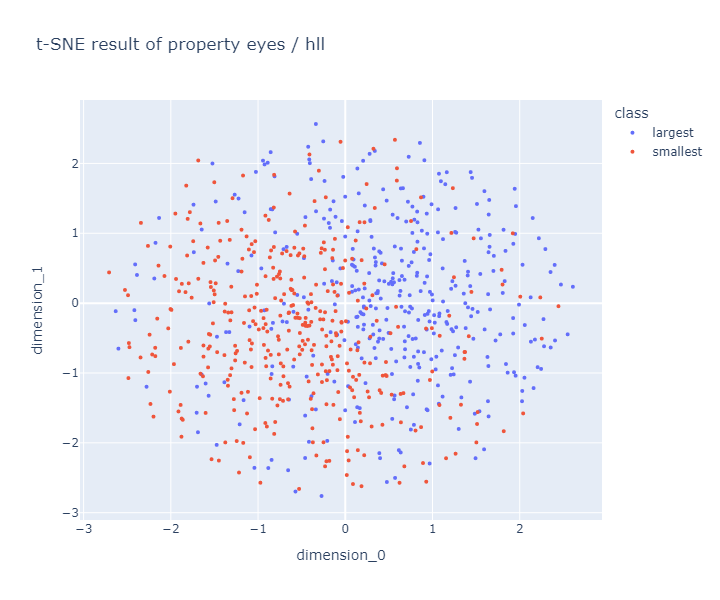 t-SNE result of property eyes / hll
class
largest
smallest
2
1
0
−1
−2
−3
dimension_1
−3 −2 −1 0 1 2
dimension_0